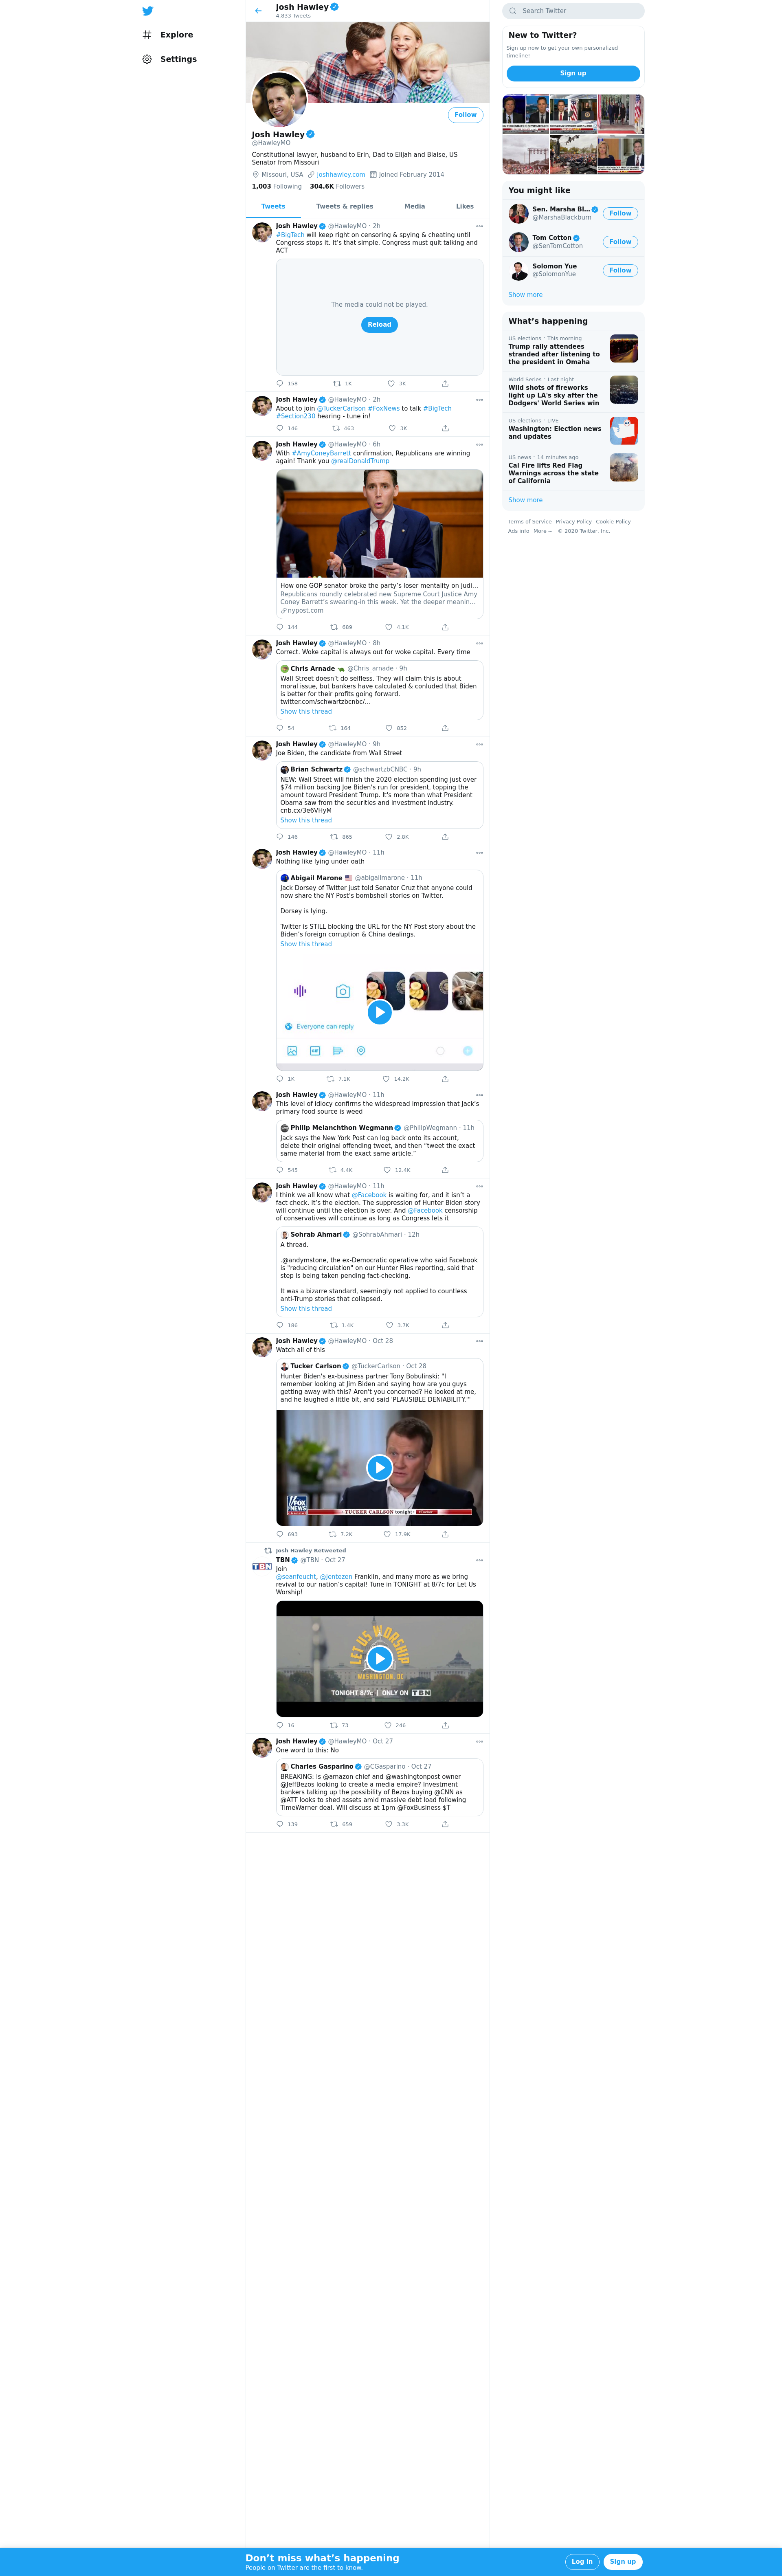 Explore
Settings
Josh Hawley
4,833 Tweets
Follow
Josh Hawley
@HawleyMO
Constitutional lawyer, husband to Erin, Dad to Elijah and Blaise, US
Senator from Missouri
Missouri, USA joshhawley.com Joined February 2014
1,003 Following 304.6K Followers
Tweets Tweets & replies Media Likes
Josh Hawley @HawleyMO · 2h
#BigTech will keep right on censoring & spying & cheating until
Congress stops it. It's that simple. Congress must quit talking and
ACT
The media could not be played.
Reload
158 1K 3K
Josh Hawley @HawleyMO · 2h
About to join @TuckerCarlson #FoxNews to talk #BigTech
#Section230 hearing - tune in!
146 463 3K
Josh Hawley @HawleyMO · 6h
With #AmyConeyBarrett confirmation, Republicans are winning
again! Thank you @realDonaldTrump
How one GOP senator broke the party's loser mentality on judi…
Republicans roundly celebrated new Supreme Court Justice Amy
Coney Barrett's swearing-in this week. Yet the deeper meanin…
nypost.com
144 689 4.1K
Josh Hawley @HawleyMO · 8h
Correct. Woke capital is always out for woke capital. Every time
Chris Arnade @Chris_arnade · 9h
Wall Street doesn't do selfless. They will claim this is about
moral issue, but bankers have calculated & conluded that Biden
is better for their profits going forward.
twitter.com/schwartzbcnbc/…
Show this thread
54 164 852
Josh Hawley @HawleyMO · 9h
Joe Biden, the candidate from Wall Street
Brian Schwartz @schwartzbCNBC · 9h
NEW: Wall Street will finish the 2020 election spending just over
$74 million backing Joe Biden's run for president, topping the
amount toward President Trump. It's more than what President
Obama saw from the securities and investment industry.
cnb.cx/3e6VHyM
Show this thread
146 865 2.0K
Josh Hawley @HawleyMO · 11h
Nothing like lying under oath
Abigail Marone @abigailmarone · 11h
Jack Dorsey of Twitter just told Senator Cruz that anyone could
now share the NY Post's bombshell stories on Twitter.
Dorsey is lying.
Twitter is STILL blocking the URL for the NY Post story about the
Biden's foreign corruption & China dealings.
Show this thread
Everyone can reply
GIF
1K 7.1K 14.2K
Josh Hawley @HawleyMO · 11h
This level of idiocy confirms the widespread impression that Jack's
primary food source is weed
Philip Melanchthon Wegmann @PhilipWegmann · 11h
Jack says the New York Post can log back onto its account,
delete their original offending tweet, and then "tweet the exact
same material from the exact same article."
545 4.4K 12.4K
Josh Hawley @HawleyMO · 11h
I think we all know what @Facebook is waiting for, and it isn't a
fact check. It's the election. The suppression of Hunter Biden story
will continue until the election is over. And @Facebook censorship
of conservatives will continue as long as Congress lets it
Sohrab Ahmari @SohrabAhmari · 12h
A thread.
.@andymstone, the ex-Democratic operative who said Facebook
is "reducing circulation" on our Hunter Files reporting, said that
step is being taken pending fact-checking.
It was a bizarre standard, seemingly not applied to countless
anti-Trump stories that collapsed.
Show this thread
186 1.4K 3.7K
Josh Hawley @HawleyMO · Oct 28
Watch all of this
Tucker Carlson @TuckerCarlson · Oct 28
Hunter Biden's ex-business partner Tony Bobulinski: "I
remember looking at Jim Biden and saying how are you guys
getting away with this? Aren't you concerned? He looked at me,
and he laughed a little bit, and said 'PLAUSIBLE DENIABILITY.'"
FOX NEWS
TUCKER CARLSON tonight
693 7.2K 17.9K
Josh Hawley Retweeted
TBN @TBN · Oct 27
TBN
Join
@seanfeucht, @Jentezen Franklin, and many more as we bring
revival to our nation's capital! Tune in TONIGHT at 8/7c for Let Us
Worship!
LET US WORSHIP
WASHINGTON, DC
TONIGHT 8/7c | ONLY ON TBN
16 73 246
Josh Hawley @HawleyMO · Oct 27
One word to this: No
Charles Gasparino @CGasparino · Oct 27
BREAKING: Is @amazon chief and @washingtonpost owner
@JeffBezos looking to create a media empire? Investment
bankers talking up the possibility of Bezos buying @CNN as
@ATT looks to shed assets amid massive debt load following
TimeWarner deal. Will discuss at 1pm @FoxBusiness $T
139 659 3.3K
Search Twitter
New to Twitter?
Sign up now to get your own personalized
timeline!
Sign up
You might like
Sen. Marsha Bl…
@MarshaBlackburn
Follow
Tom Cotton
@SenTomCotton
Follow
Solomon Yue
@SolomonYue
Follow
Show more
What's happening
US elections · This morning
Trump rally attendees
stranded after listening to
the president in Omaha
World Series · Last night
Wild shots of fireworks
light up LA's sky after the
Dodgers' World Series win
US elections · LIVE
Washington: Election news
and updates
US news · 14 minutes ago
Cal Fire lifts Red Flag
Warnings across the state
of California
Show more
Terms of Service Privacy Policy Cookie Policy
Ads info More © 2020 Twitter, Inc.
Don't miss what's happening
People on Twitter are the first to know.
Log in
Sign up